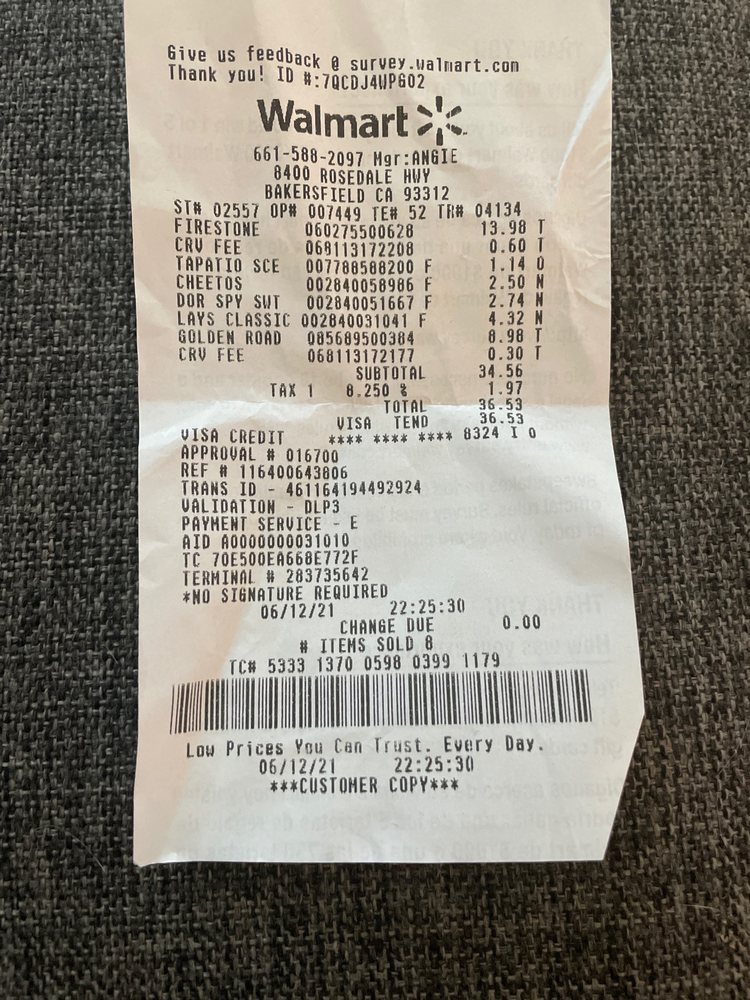 Give us feedback @ survey.walmart.com
Thank you! ID #:7QCDJ4WPG02
Walmart
661-588-2097 Mgr:ANGIE
8400 ROSEDALE HWY
BAKERSFIELD CA 93312
ST# 02557 OP# 007449 TE# 52 TR# 04134
FIRESTONE 060275500628 13.98 T
CRV FEE 068113172208 0.60 T
TAPATIO SCE 007788588200 F 1.14 O
CHEETOS 002840058986 F 2.50 N
DOR SPY SWT 002840051667 F 2.74 N
LAYS CLASSIC 002840031041 F 4.32 N
GOLDEN ROAD 085689500384 8.98 T
CRV FEE 068113172177 0.30 T
SUBTOTAL 34.56
TAX 1 8.250 % 1.97
TOTAL 36.53
VISA TEND 36.53
VISA CREDIT **** **** **** 8324 I 0
APPROVAL # 016700
REF # 116400643806
TRANS ID - 461164194492924
VALIDATION - DLP3
PAYMENT SERVICE - E
AID A0000000031010
TC 70E500EA668E772F
TERMINAL # 283735642
*NO SIGNATURE REQUIRED
06/12/21 22:25:30
CHANGE DUE 0.00
# ITEMS SOLD 8
TC# 5333 1370 0598 0399 1179
Low Prices You Can Trust. Every Day.
06/12/21 22:25:30
***CUSTOMER COPY***